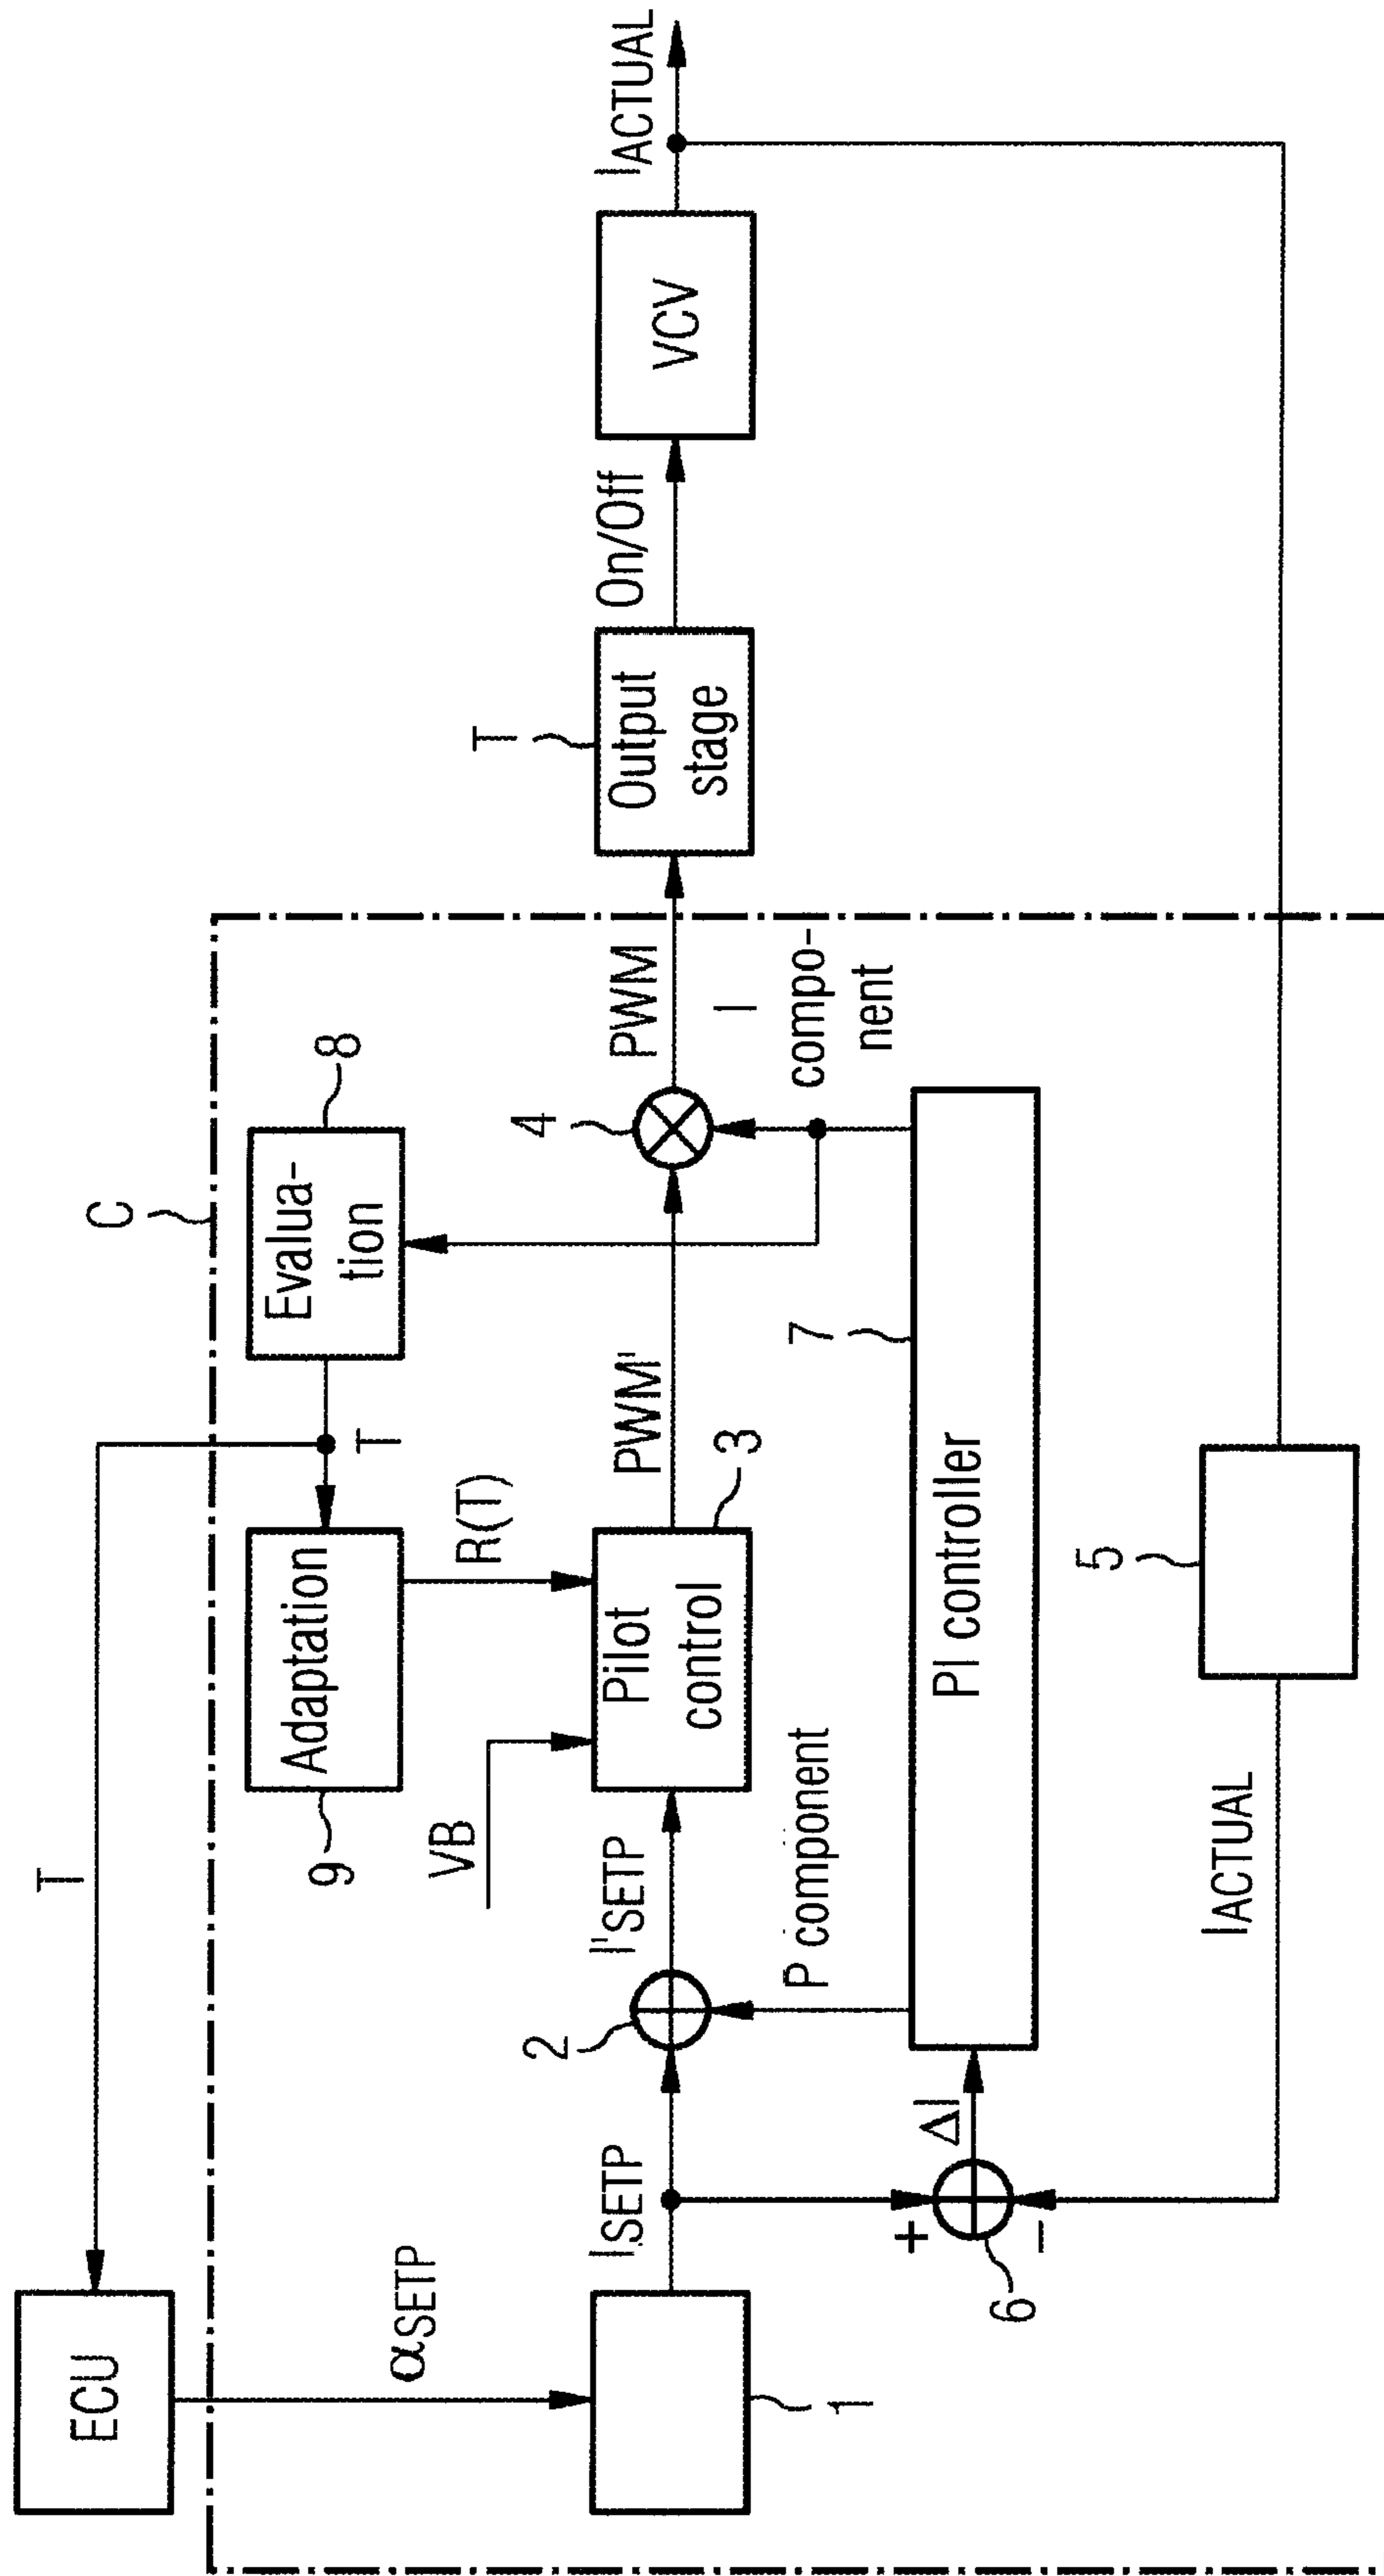 ECU
T
C
αSETP
9
Adaptation
T
Evalua-
tion
8
VB
R(T)
1
ISETP
2
I'SETP
Pilot
control
3
PWM'
4
PWM
T
Output
stage
On/Off
VCV
IACTUAL
P component
I
compo-
nent
6
+
−
ΔI
PI controller
7
IACTUAL
5